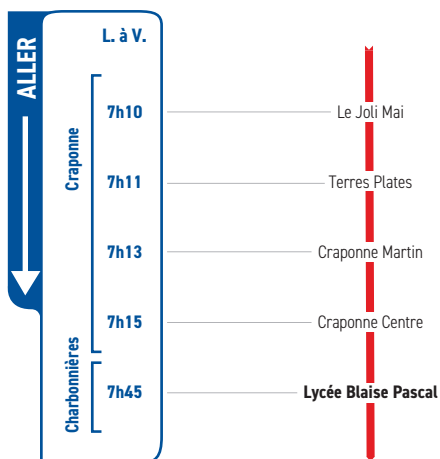 ALLER
L. à V.
Craponne
7h10 Le Joli Mai
7h11 Terres Plates
7h13 Craponne Martin
7h15 Craponne Centre
Charbonnières
7h45 Lycée Blaise Pascal